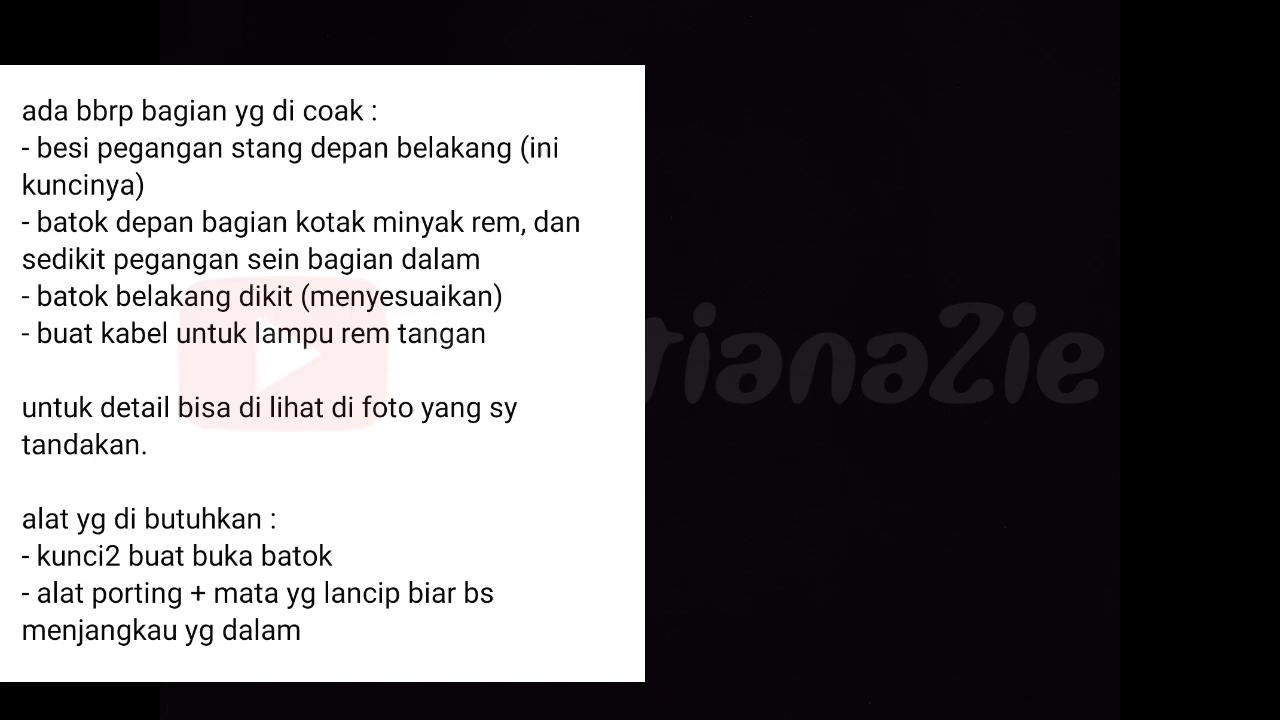 ada bbrp bagian yg di coak :
- besi pegangan stang depan belakang (ini
kuncinya)
- batok depan bagian kotak minyak rem, dan
sedikit pegangan sein bagian dalam
- batok belakang dikit (menyesuaikan)
- buat kabel untuk lampu rem tangan
untuk detail bisa di lihat di foto yang sy
tandakan.
alat yg di butuhkan :
- kunci2 buat buka batok
- alat porting + mata yg lancip biar bs
menjangkau yg dalam